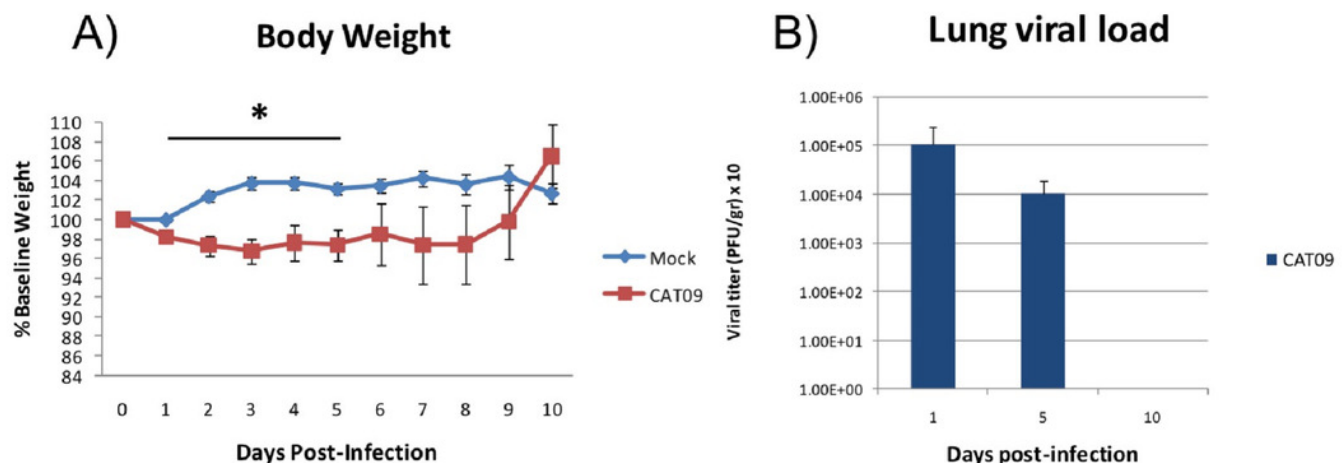 A)
Body Weight
*
% Baseline Weight
110
108
106
104
102
100
98
96
94
92
90
88
86
84
0 1 2 3 4 5 6 7 8 9 10
Days Post-Infection
Mock
CAT09
B)
Lung viral load
Viral titer (PFU/gr) x 10
1.00E+06
1.00E+05
1.00E+04
1.00E+03
1.00E+02
1.00E+01
1.00E+00
1 5 10
Days post-infection
CAT09